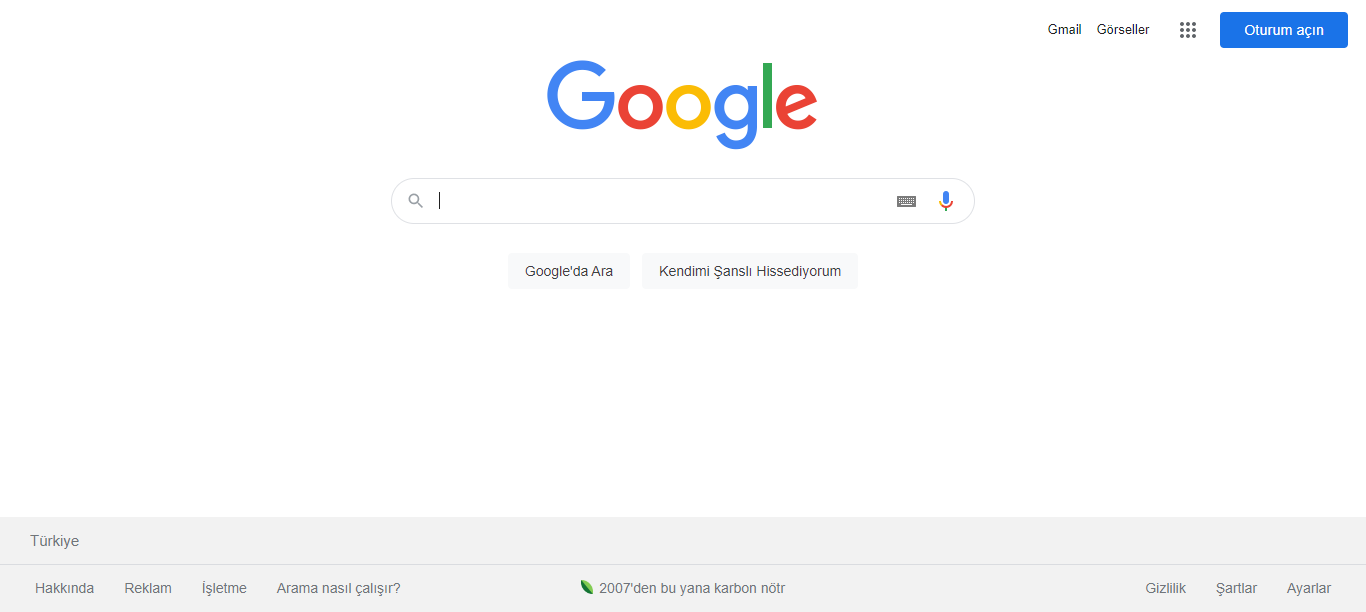 Gmail Görseller Oturum açın
Google
Google'da Ara Kendimi Şanslı Hissediyorum
Türkiye
Hakkında Reklam İşletme Arama nasıl çalışır? 2007'den bu yana karbon nötr Gizlilik Şartlar Ayarlar